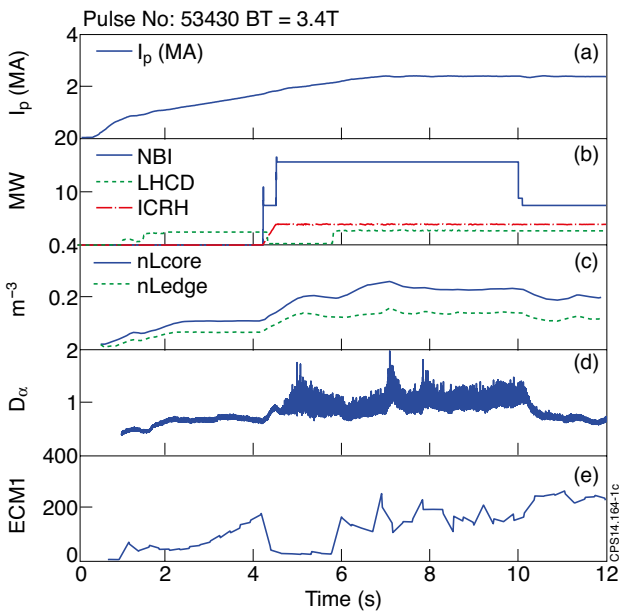 Pulse No: 53430 BT = 3.4T
4
Iₚ (MA)
(a)
Iₚ (MA)
2
20
NBI
(b)
LHCD
MW
10
ICRH
0.4
nLcore
(c)
nLedge
m⁻³
0.2
2
(d)
Dα
1
0
400
(e)
ECM1
200
0
0 2 4 6 8 10 12
Time (s)
CPS14.164-1c